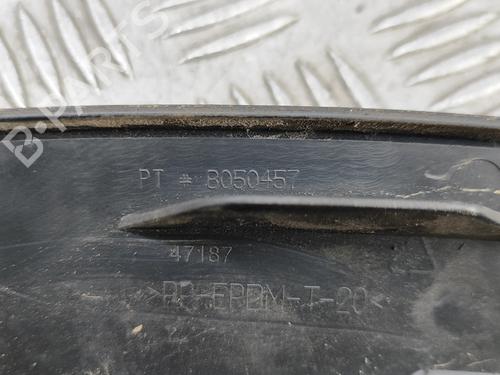 B-PARTS
PT # 8050457
47187
>PP-EPDM-T-20<